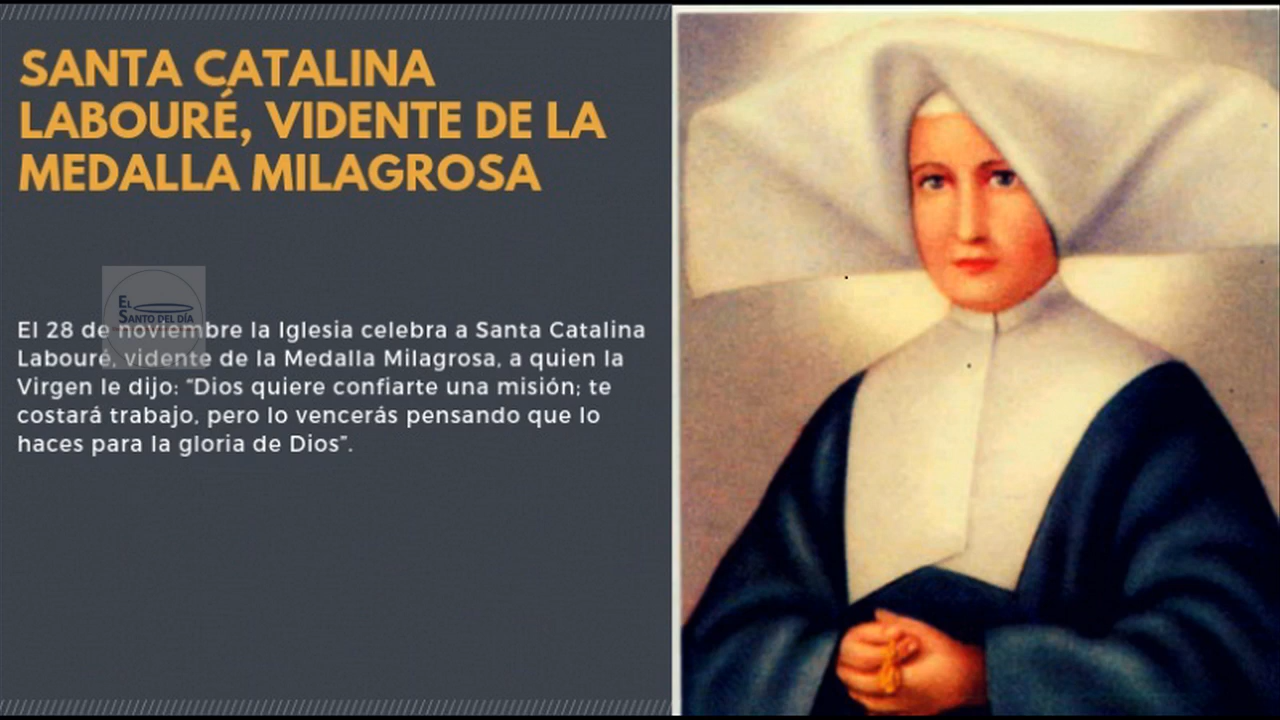 SANTA CATALINA
LABOURÉ, VIDENTE DE LA
MEDALLA MILAGROSA
EL
SANTO DEL DÍA
El 28 de noviembre la Iglesia celebra a Santa Catalina
Labouré, vidente de la Medalla Milagrosa, a quien la
Virgen le dijo: “Dios quiere confiarte una misión; te
costará trabajo, pero lo vencerás pensando que lo
haces para la gloria de Dios”.